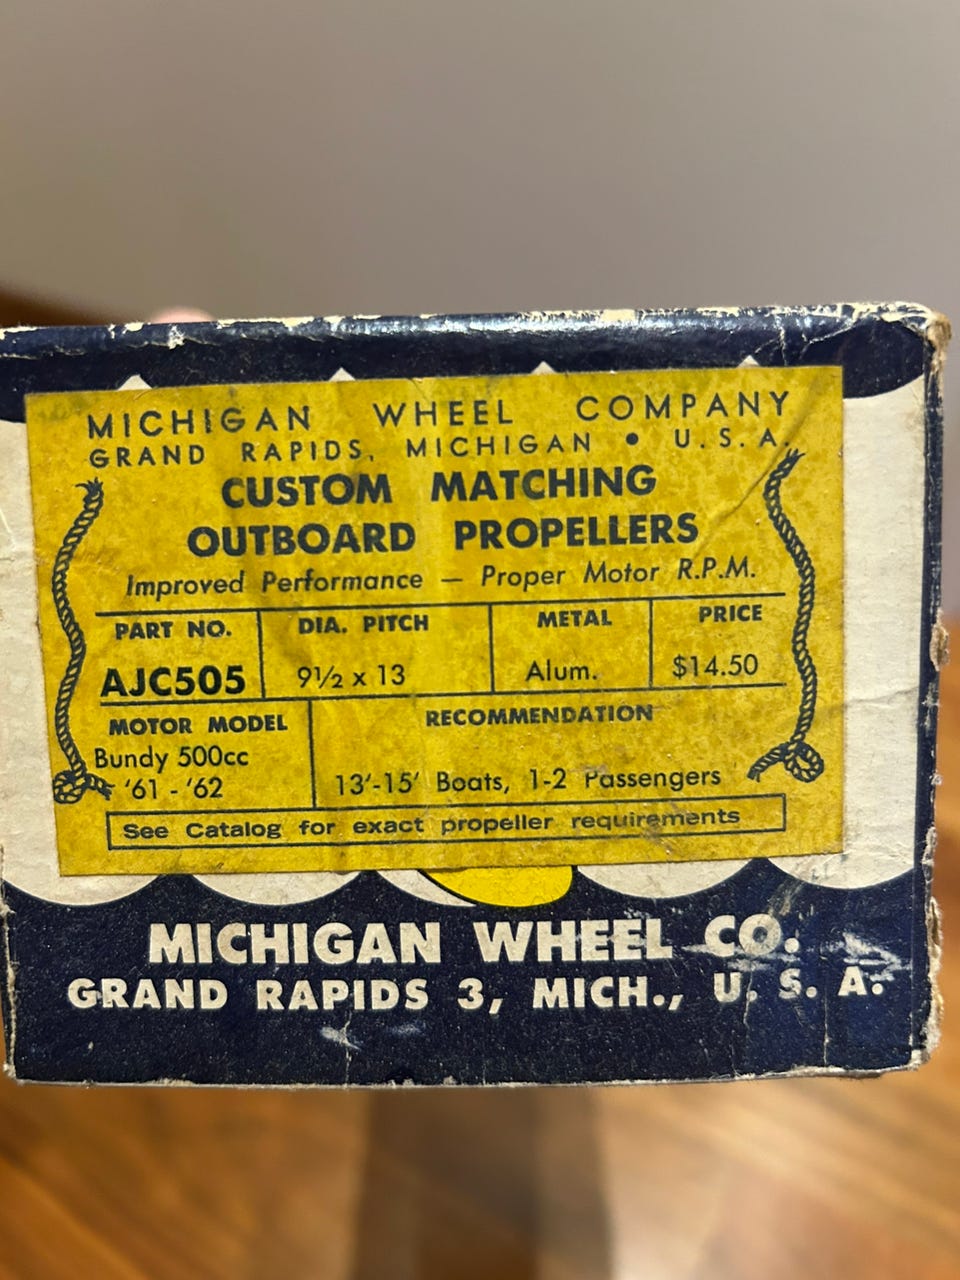 MICHIGAN WHEEL COMPANY
GRAND RAPIDS, MICHIGAN • U.S.A.
CUSTOM MATCHING
OUTBOARD PROPELLERS
Improved Performance — Proper Motor R.P.M.
PART NO. DIA. PITCH METAL PRICE
AJC505 9½ x 13 Alum. $14.50
MOTOR MODEL RECOMMENDATION
Bundy 500cc
'61 - '62 13'-15' Boats, 1-2 Passengers
See Catalog for exact propeller requirements
MICHIGAN WHEEL CO.
GRAND RAPIDS 3, MICH., U. S. A.